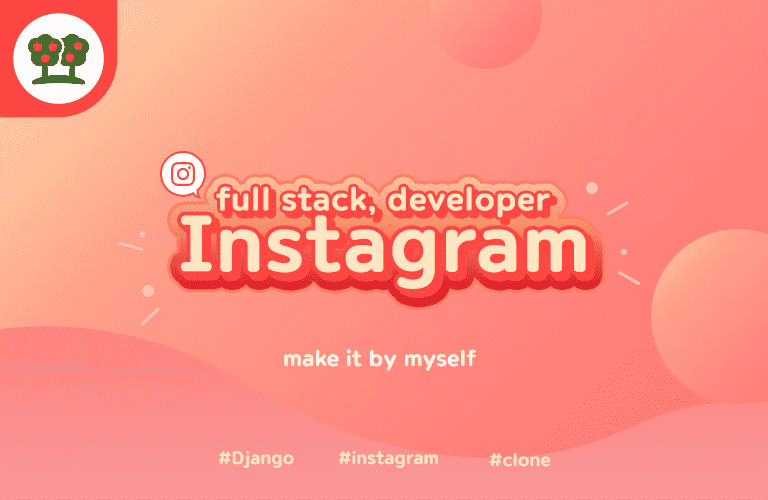 full stack, developer
Instagram
make it by myself
#Django #instagram #clone